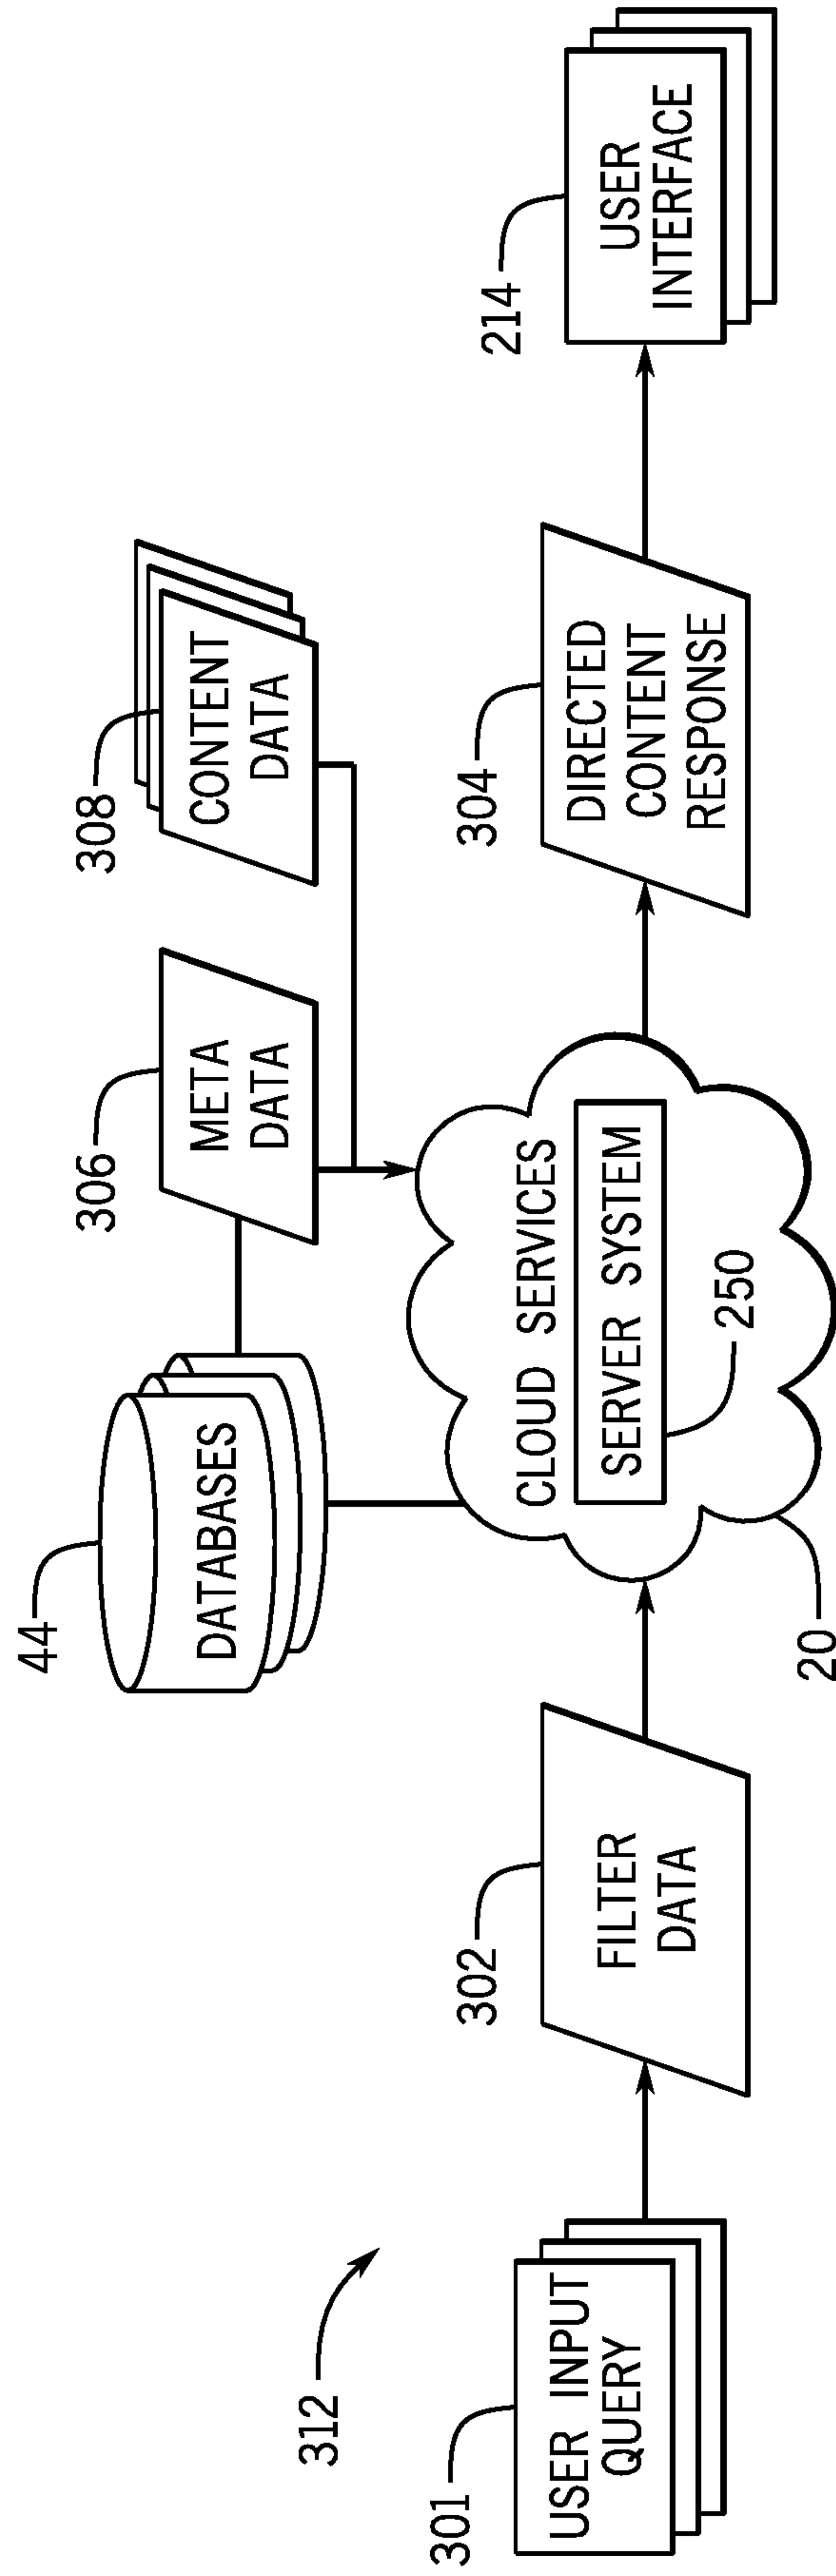 312
44
DATABASES
306
META
DATA
308
CONTENT
DATA
301
USER INPUT
QUERY
302
FILTER
DATA
CLOUD SERVICES
SERVER SYSTEM
250
20
304
DIRECTED
CONTENT
RESPONSE
214
USER
INTERFACE